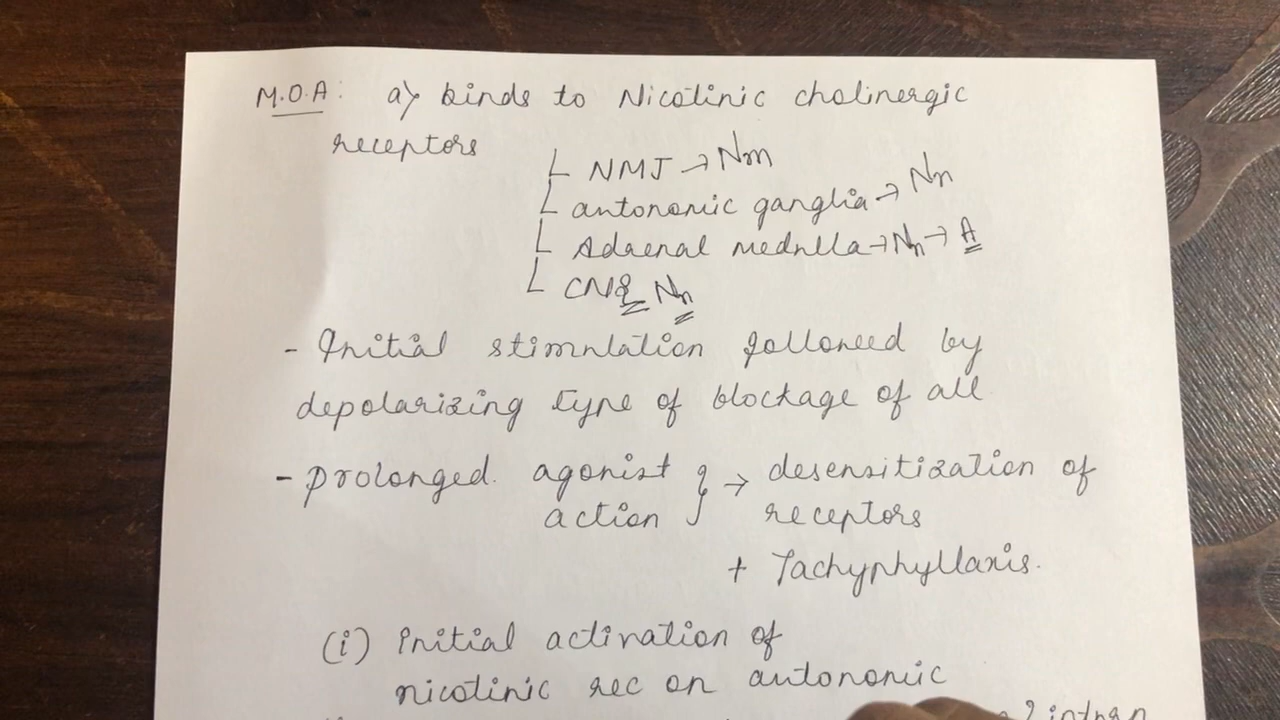 M.O.A: a) binds to Nicotinic cholinergic
receptors
NMJ → Nm
autonomic ganglia → Nn
Adrenal medulla → Nn → A
CNS Nn
- Initial stimulation followed by
depolarizing type of blockage of all
- prolonged agonist action } → desensitization of
receptors
+ Tachyphyllaxis.
(i) Initial activation of
nicotinic rec on autonomic